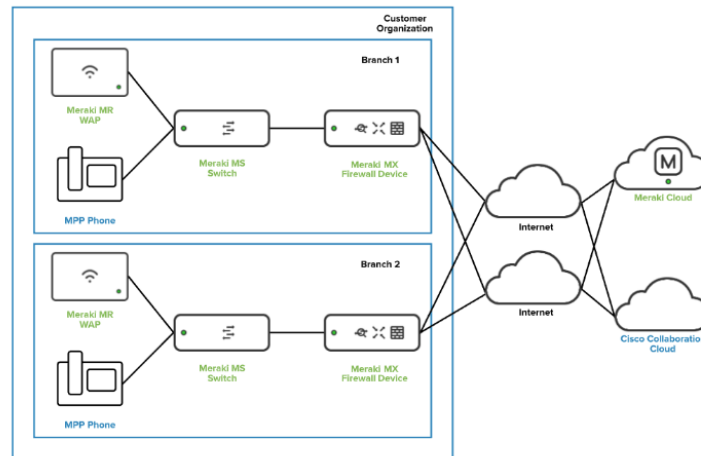 Customer
Organization
Branch 1
Meraki MR
WAP
Meraki MS
Switch
Meraki MX
Firewall Device
MPP Phone
Internet
M
Meraki Cloud
Branch 2
Internet
Meraki MR
WAP
Meraki MS
Switch
Meraki MX
Firewall Device
Cisco Collaboration
Cloud
MPP Phone